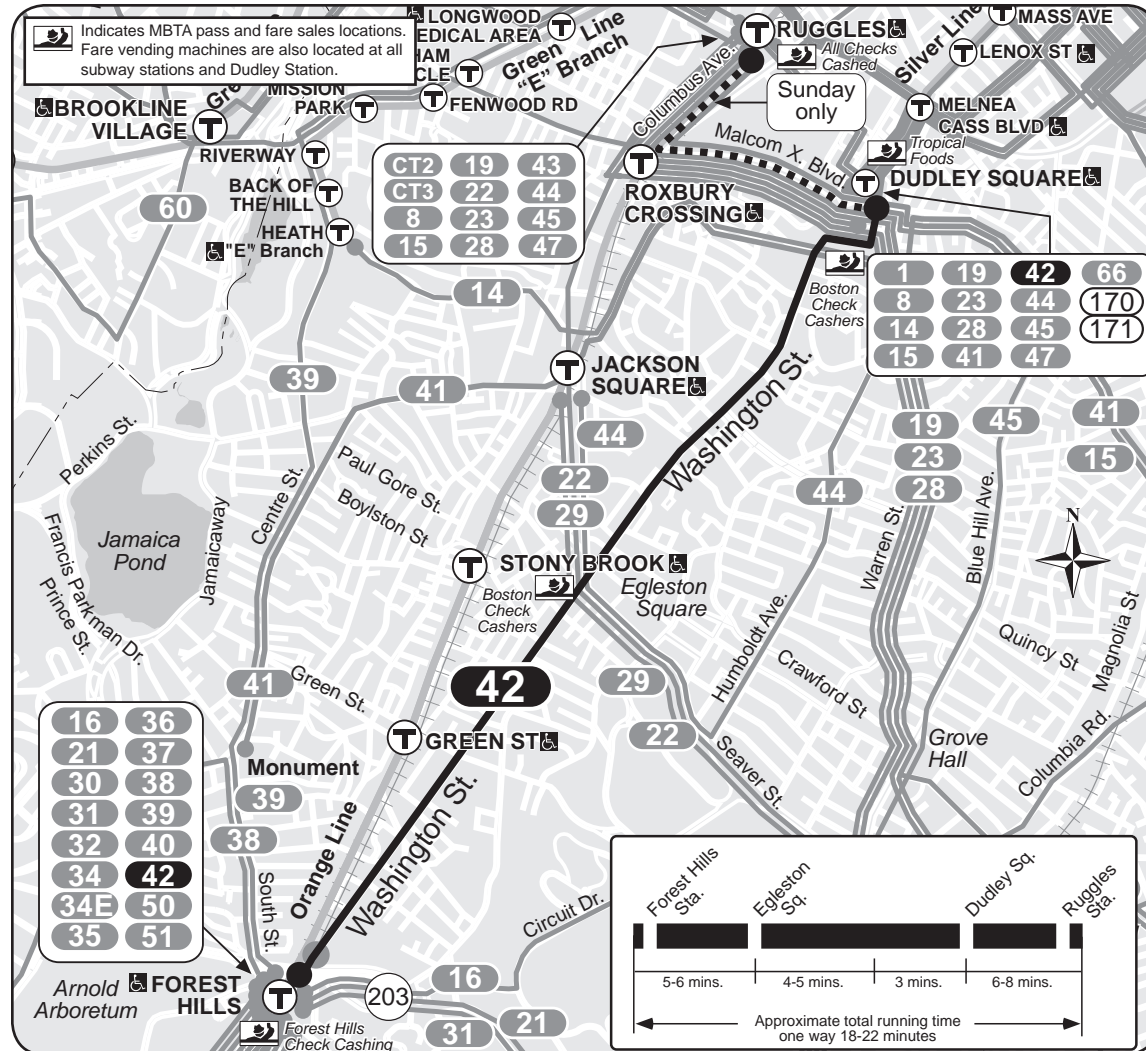 Indicates MBTA pass and fare sales locations.
Fare vending machines are also located at all
subway stations and Dudley Station.
LONGWOOD
EDICAL AREA
HAM
CLE
Green Line
"E" Branch
MISSION
PARK
FENWOOD RD
BROOKLINE
VILLAGE
RIVERWAY
BACK OF
THE HILL
HEATH
"E" Branch
60
RUGGLES
All Checks
Cashed
Columbus Ave.
Sunday
only
Silver Line
MASS AVE
LENOX ST
MELNEA
CASS BLVD
Tropical
Foods
Malcom X. Blvd.
DUDLEY SQUARE
ROXBURY
CROSSING
CT2 19 43
CT3 22 44
8 23 45
15 28 47
Boston
Check
Cashers
1 19 42 66
8 23 44 170
14 28 45 171
15 41 47
14
39
41
JACKSON
SQUARE
44
22
29
Washington St.
44
19
23
28
45
41
15
Perkins St.
Jamaica
Pond
Francis Parkman Dr.
Prince St.
Jamaicaway
Centre St.
Paul Gore St.
Boylston St
STONY BROOK
Boston
Check
Cashers
Egleston
Square
Humboldt Ave.
Warren St.
Blue Hill Ave.
N
Quincy St
Magnolia St
Crawford St
Columbia Rd.
Grove
Hall
Seaver St.
29
22
42
41
Green St.
GREEN ST
Monument
39
38
Orange Line
Washington St.
South St.
16 36
21 37
30 38
31 39
32 40
34 42
34E 50
35 51
Arnold
Arboretum
FOREST
HILLS
Forest Hills
Check Cashing
203
16
31
21
Circuit Dr.
Forest Hills
Sta.
Egleston
Sq.
Dudley Sq.
Ruggles
Sta.
5-6 mins. 4-5 mins. 3 mins. 6-8 mins.
Approximate total running time
one way 18-22 minutes